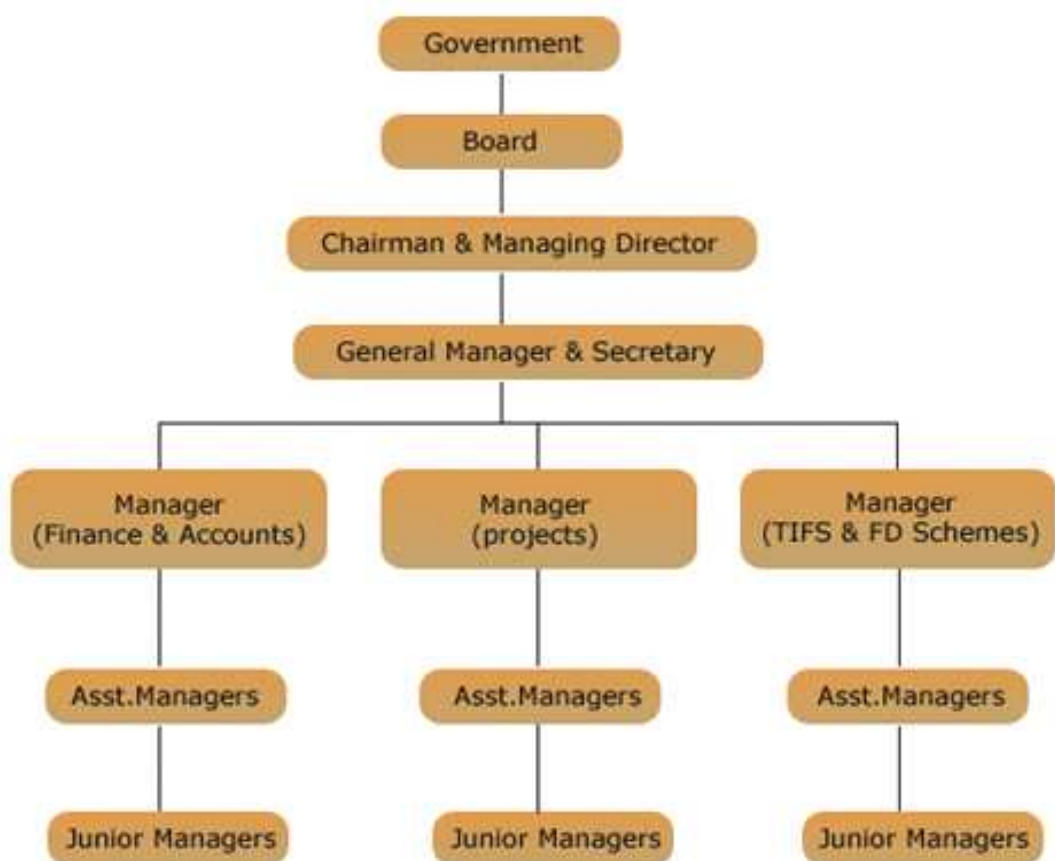 Government
Board
Chairman & Managing Director
General Manager & Secretary
Manager
(Finance & Accounts)
Manager
(projects)
Manager
(TIFS & FD Schemes)
Asst.Managers
Asst.Managers
Asst.Managers
Junior Managers
Junior Managers
Junior Managers